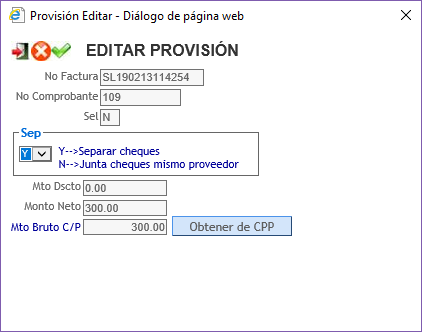 Provisión Editar - Diálogo de página web
EDITAR PROVISIÓN
No Factura SL190213114254
No Comprobante 109
Sel N
Sep
Y Y-->Separar cheques
N-->Junta cheques mismo proveedor
Mto Dscto 0.00
Monto Neto 300.00
Mto Bruto C/P 300.00 Obtener de CPP